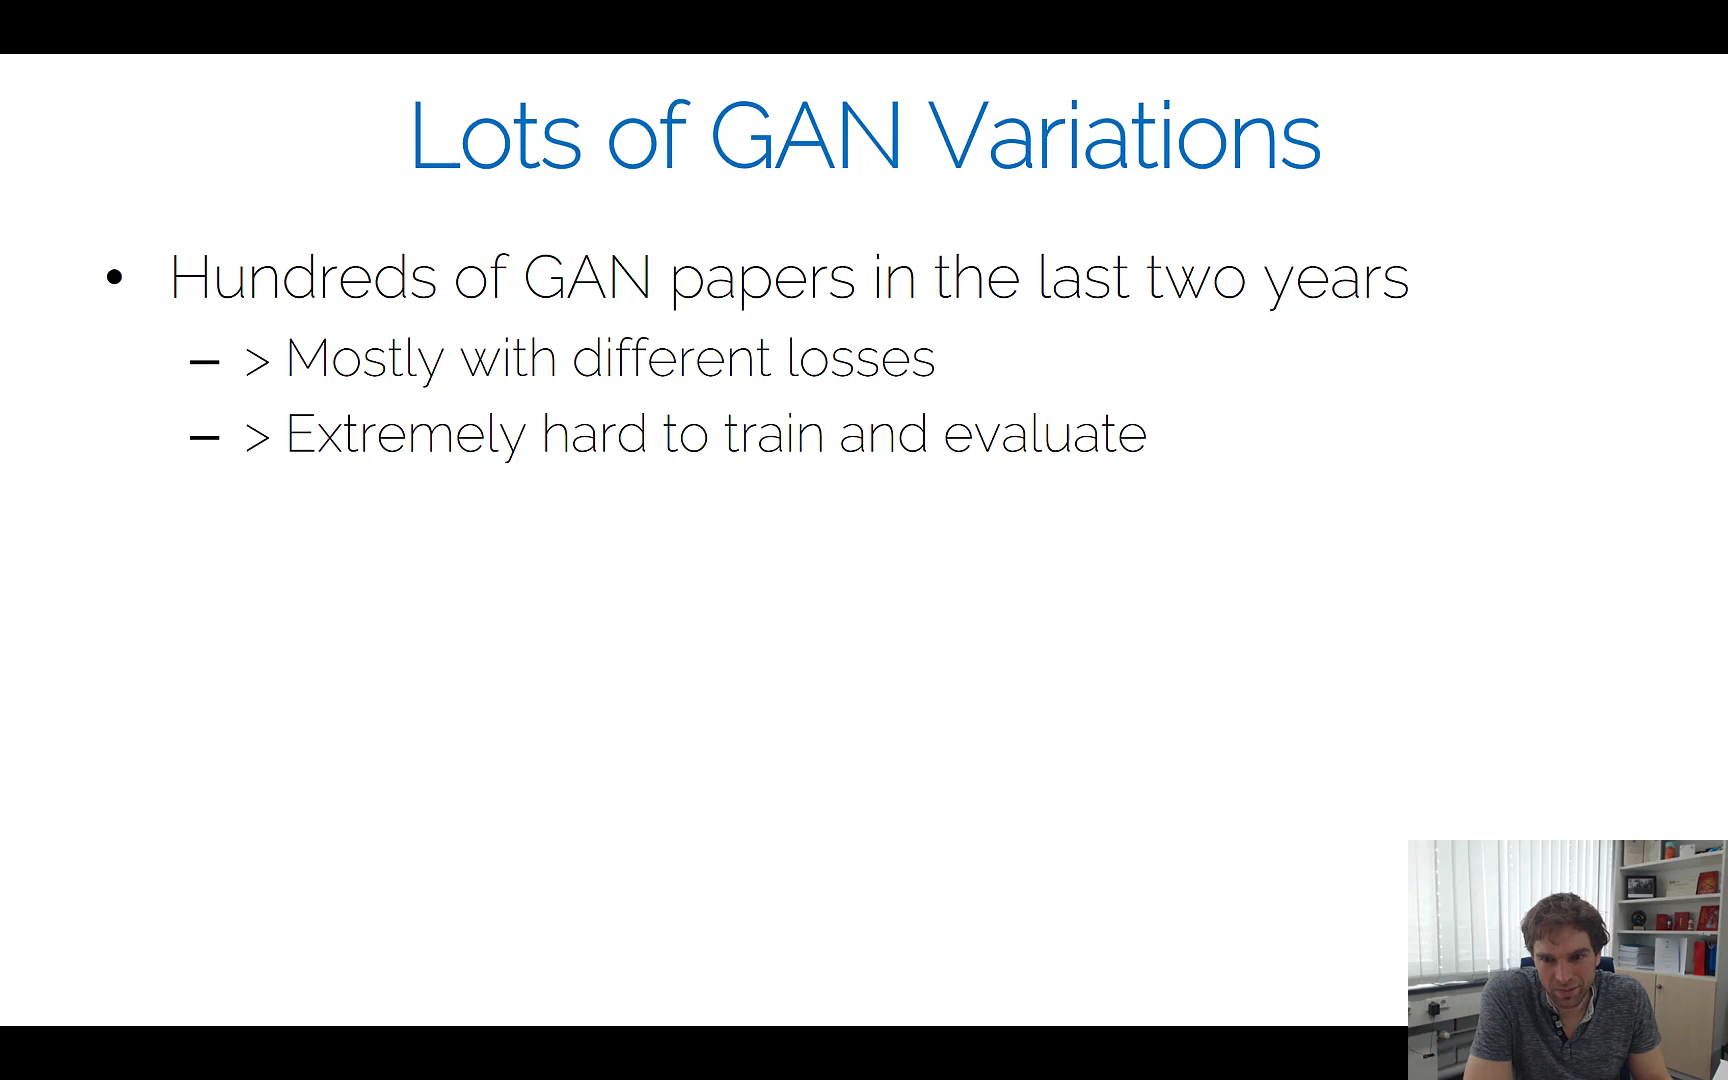 Lots of GAN Variations
• Hundreds of GAN papers in the last two years
– > Mostly with different losses
– > Extremely hard to train and evaluate